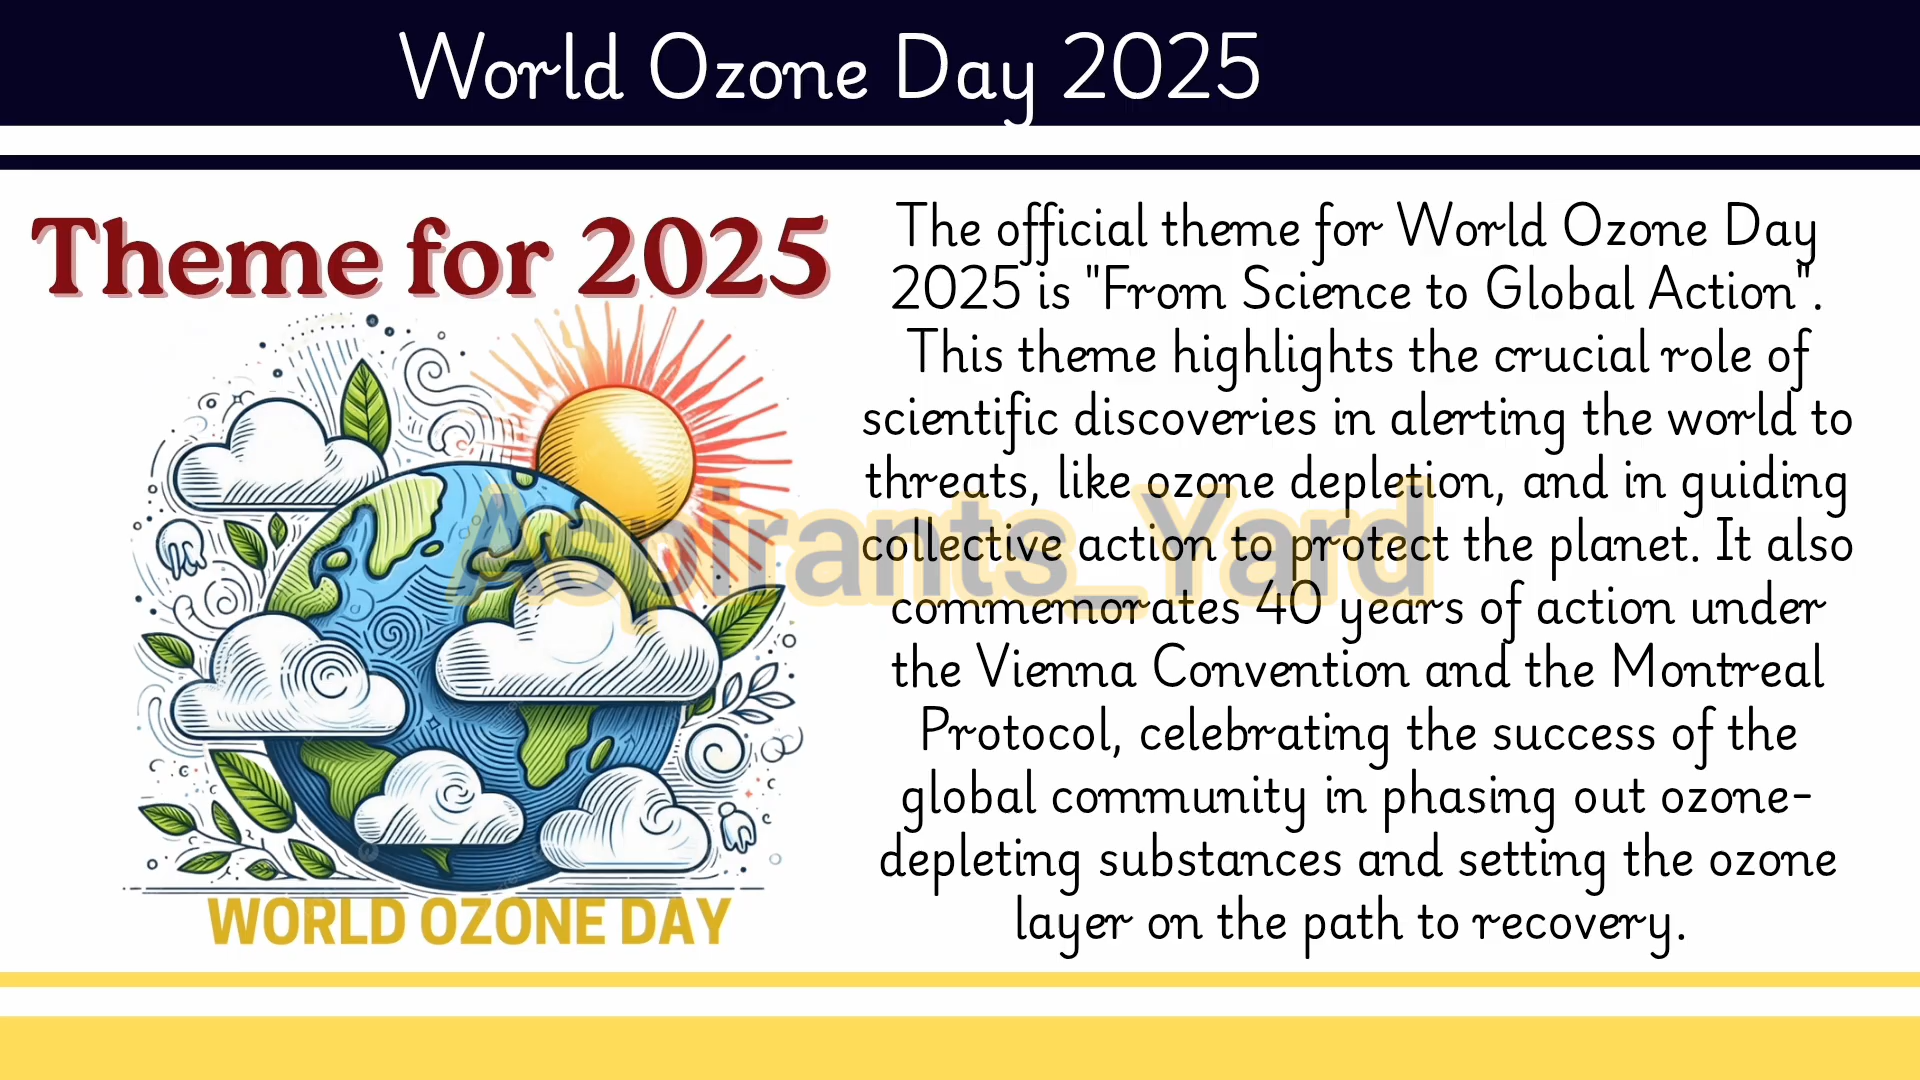 World Ozone Day 2025
Theme for 2025
WORLD OZONE DAY
The official theme for World Ozone Day
2025 is "From Science to Global Action".
This theme highlights the crucial role of
scientific discoveries in alerting the world to
threats, like ozone depletion, and in guiding
collective action to protect the planet. It also
commemorates 40 years of action under
the Vienna Convention and the Montreal
Protocol, celebrating the success of the
global community in phasing out ozone-
depleting substances and setting the ozone
layer on the path to recovery.
Aspirants_Yard